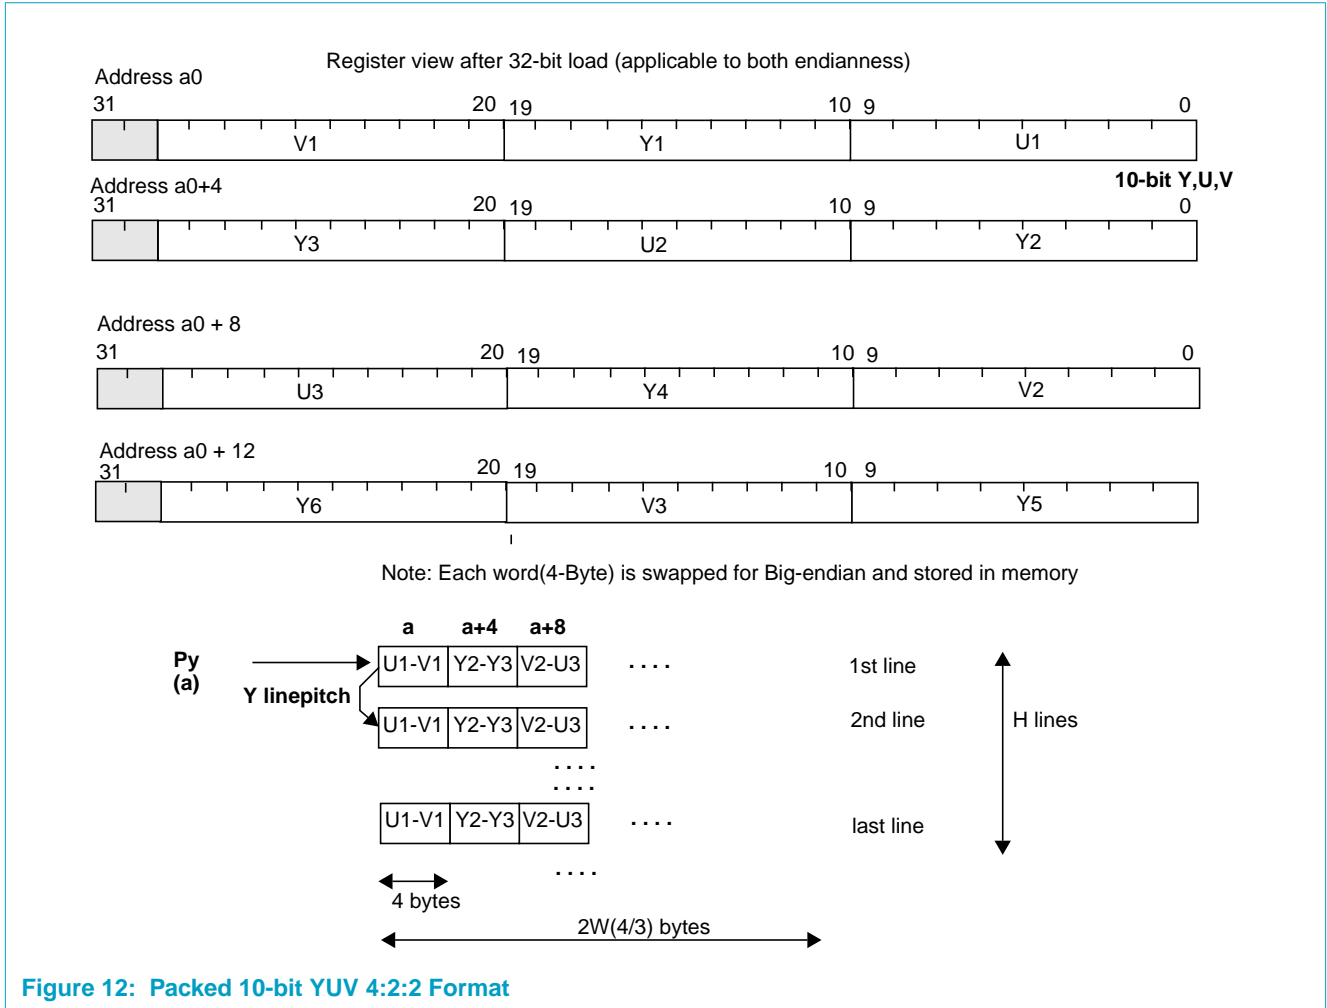 Register view after 32-bit load (applicable to both endianness)
Address a0
31 20 19 10 9 0
V1 Y1 U1
10-bit Y,U,V
Address a0+4
31 20 19 10 9 0
Y3 U2 Y2
Address a0 + 8
31 20 19 10 9 0
U3 Y4 V2
Address a0 + 12
31 20 19 10 9
Y6 V3 Y5
Note: Each word(4-Byte) is swapped for Big-endian and stored in memory
a a+4 a+8
Py
(a)
U1-V1 Y2-Y3 V2-U3 .... 1st line
Y linepitch
U1-V1 Y2-Y3 V2-U3 .... 2nd line
H lines
....
....
U1-V1 Y2-Y3 V2-U3 .... last line
....
4 bytes
2W(4/3) bytes
Figure 12: Packed 10-bit YUV 4:2:2 Format